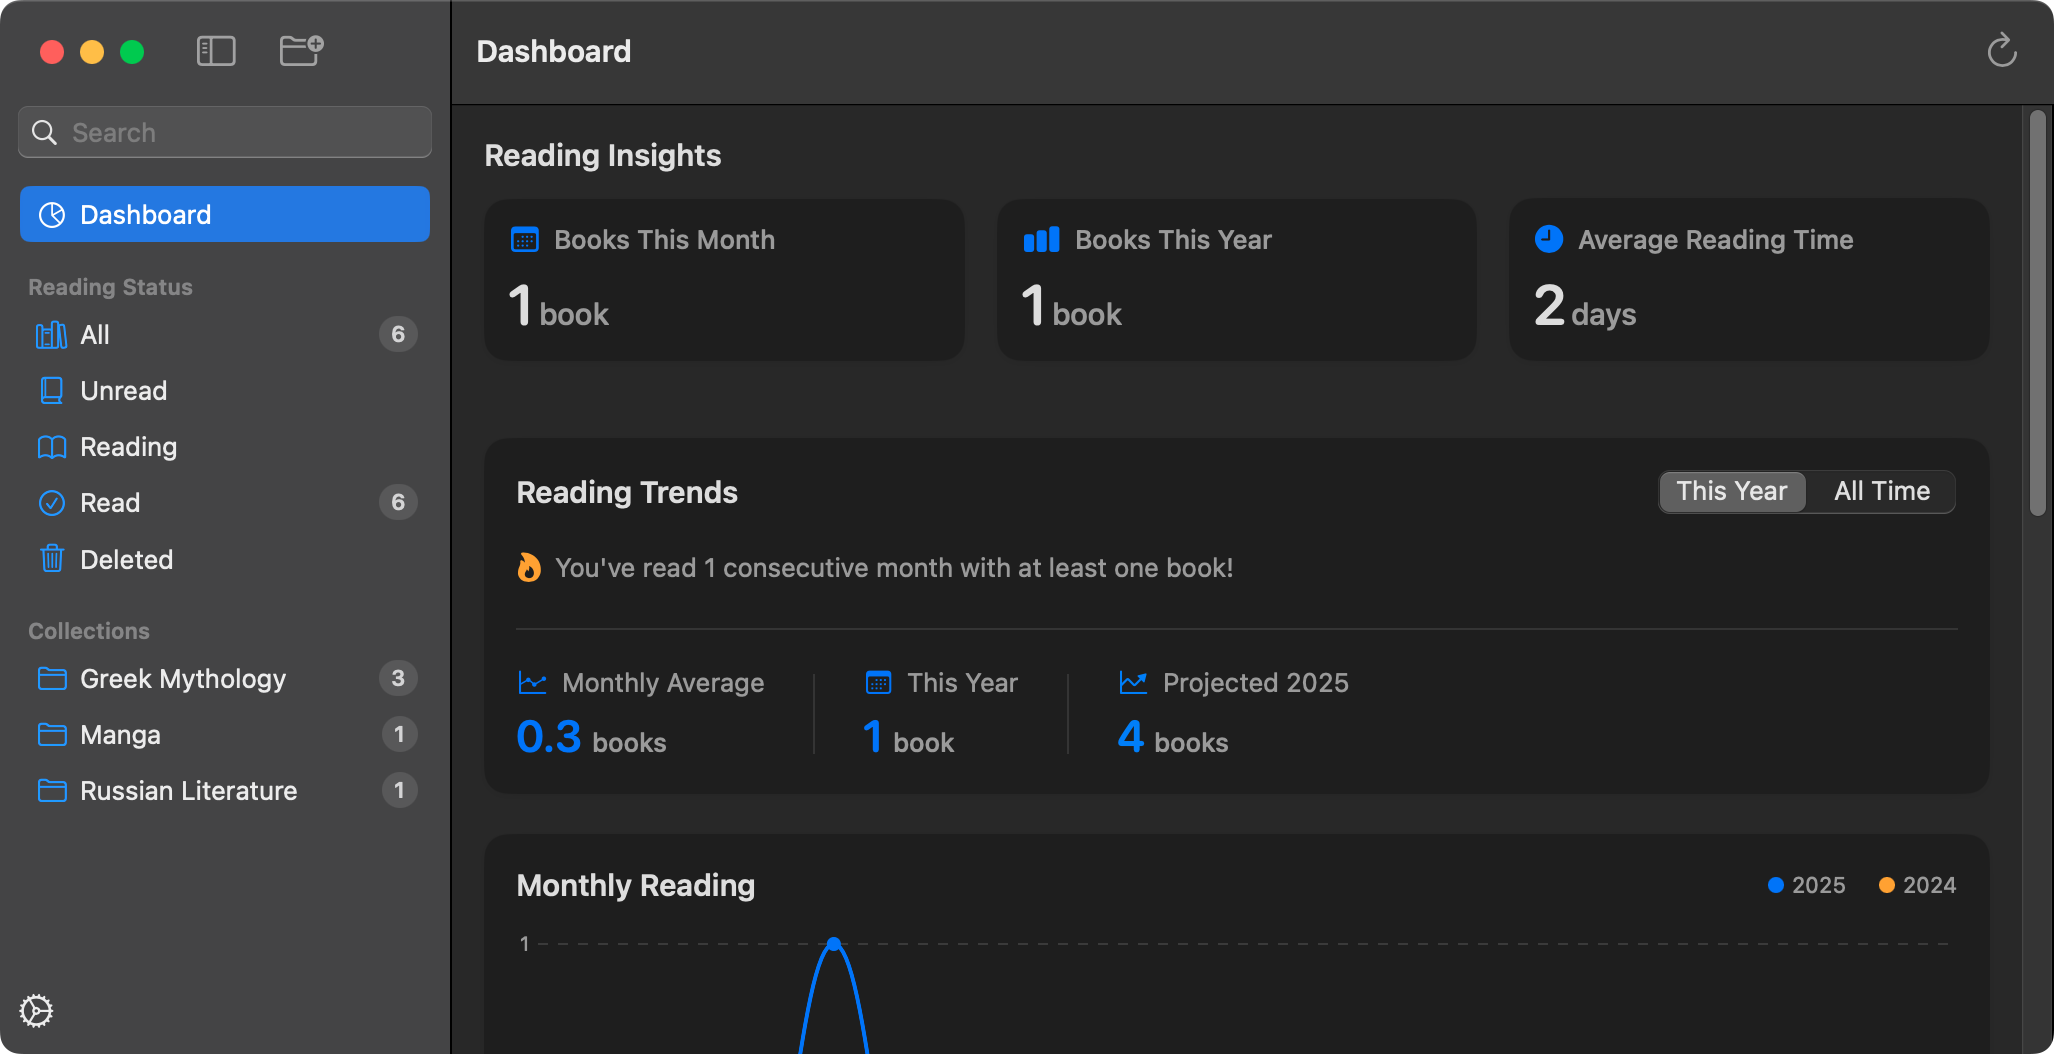 Dashboard
Search
Dashboard
Reading Status
All 6
Unread
Reading
Read 6
Deleted
Collections
Greek Mythology 3
Manga 1
Russian Literature 1
Reading Insights
Books This Month
1 book
Books This Year
1 book
Average Reading Time
2 days
Reading Trends
This Year All Time
You've read 1 consecutive month with at least one book!
Monthly Average
0.3 books
This Year
1 book
Projected 2025
4 books
Monthly Reading
2025 2024
1